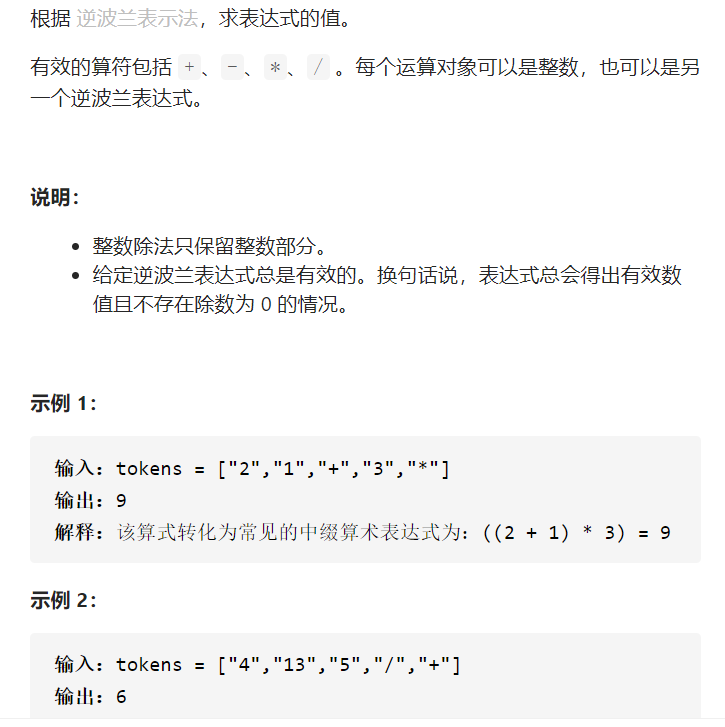 根据 逆波兰表示法，求表达式的值。
有效的算符包括 +、-、*、/ 。每个运算对象可以是整数，也可以是另
一个逆波兰表达式。
说明：
• 整数除法只保留整数部分。
• 给定逆波兰表达式总是有效的。换句话说，表达式总会得出有效数
值且不存在除数为 0 的情况。
示例 1：
输入：tokens = ["2","1","+","3","*"]
输出：9
解释：该算式转化为常见的中缀算术表达式为：((2 + 1) * 3) = 9
示例 2：
输入：tokens = ["4","13","5","/","+"]
输出：6